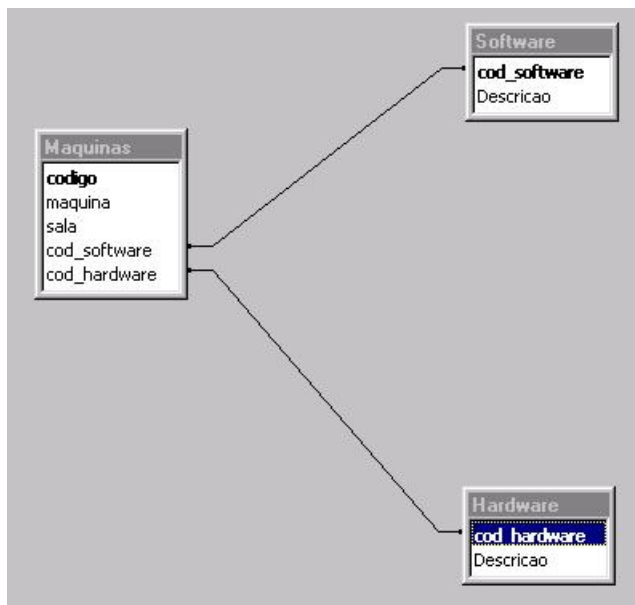 Software
cod_software
Descricao
Maquinas
codigo
maquina
sala
cod_software
cod_hardware
Hardware
cod_hardware
Descricao